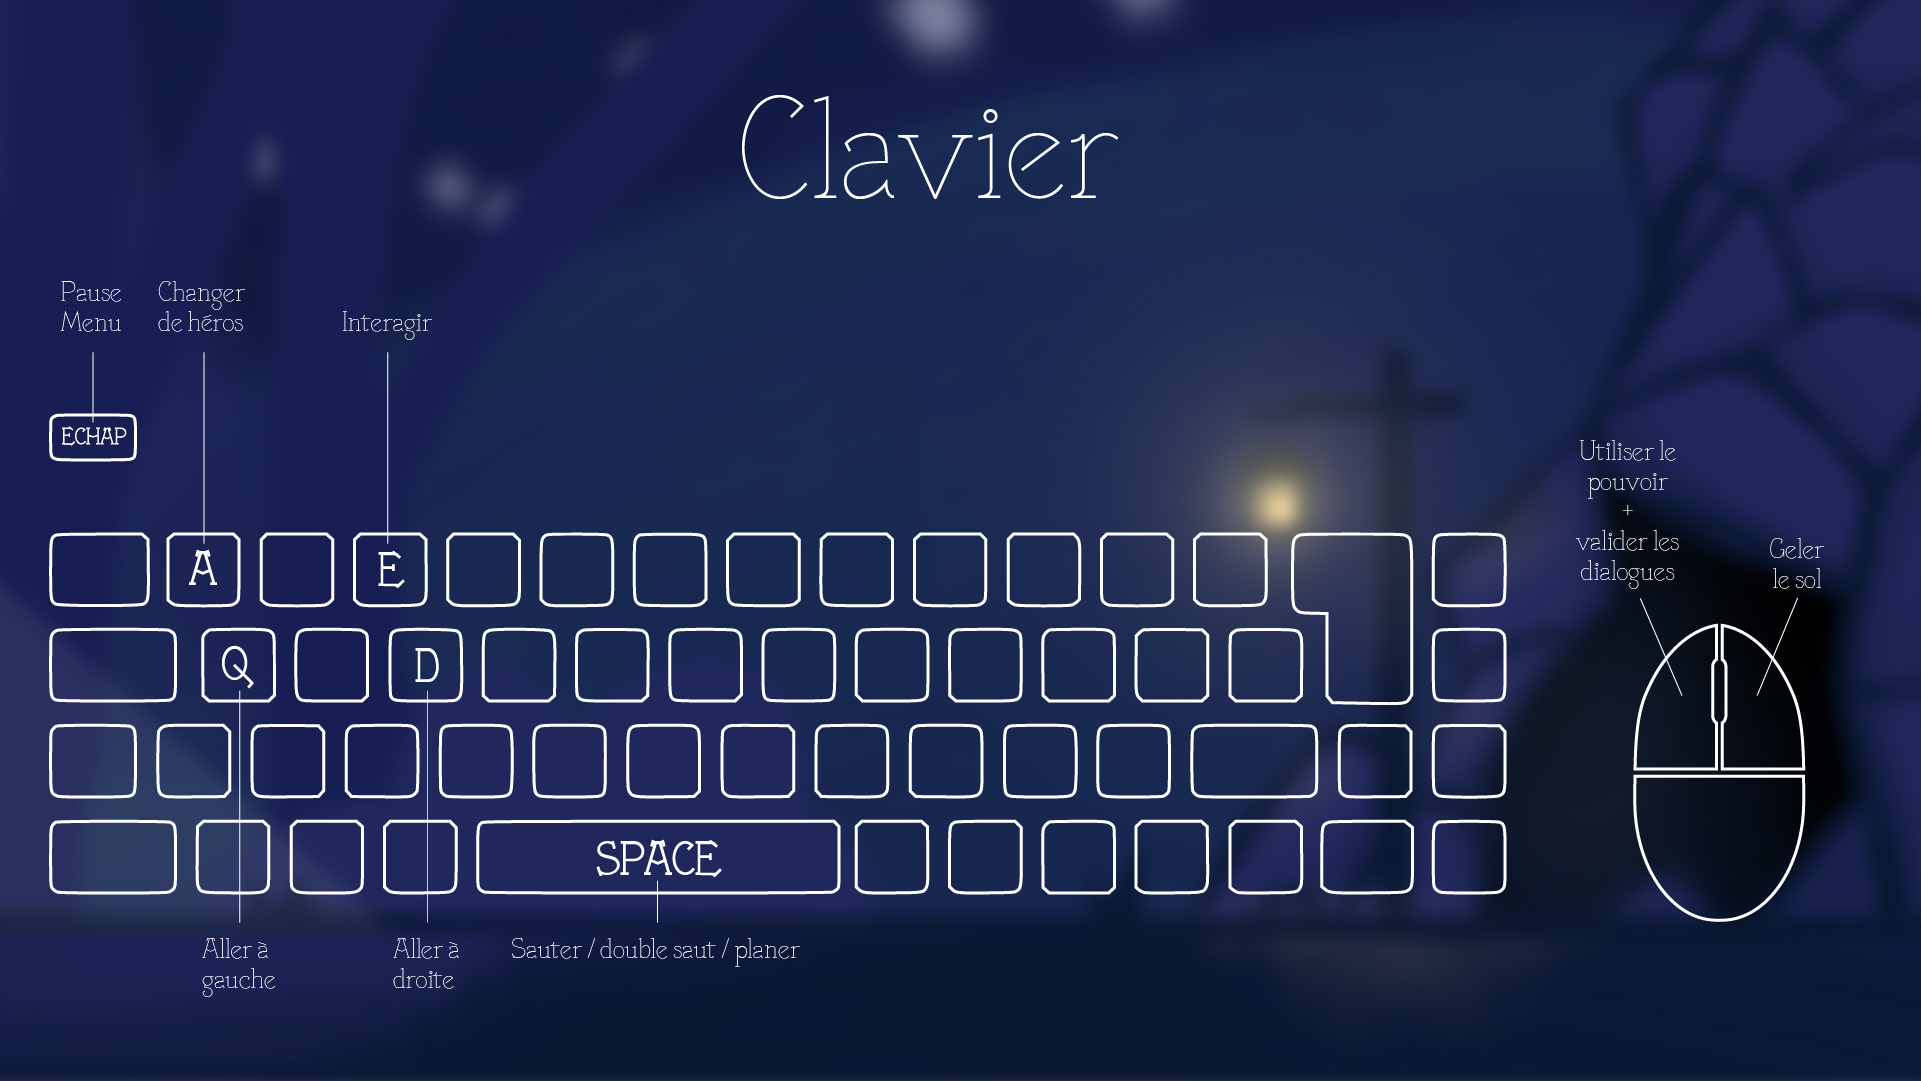 Clavier
Pause
Menu
Changer
de héros
Interagir
ECHAP
Utiliser le
pouvoir
+
valider les
dialogues
Geler
le sol
A
E
Q
D
SPACE
Aller à
gauche
Aller à
droite
Sauter / double saut / planer